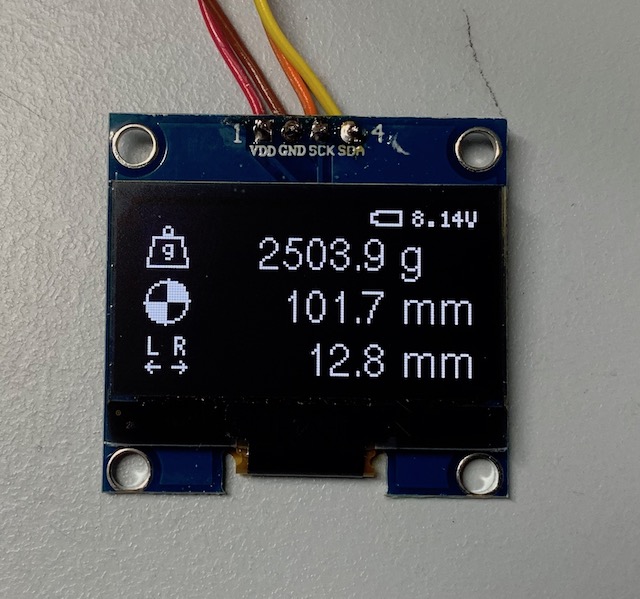 1 4
VDD GND SCK SDA
8.14V
g 2503.9 g
101.7 mm
L R 12.8 mm